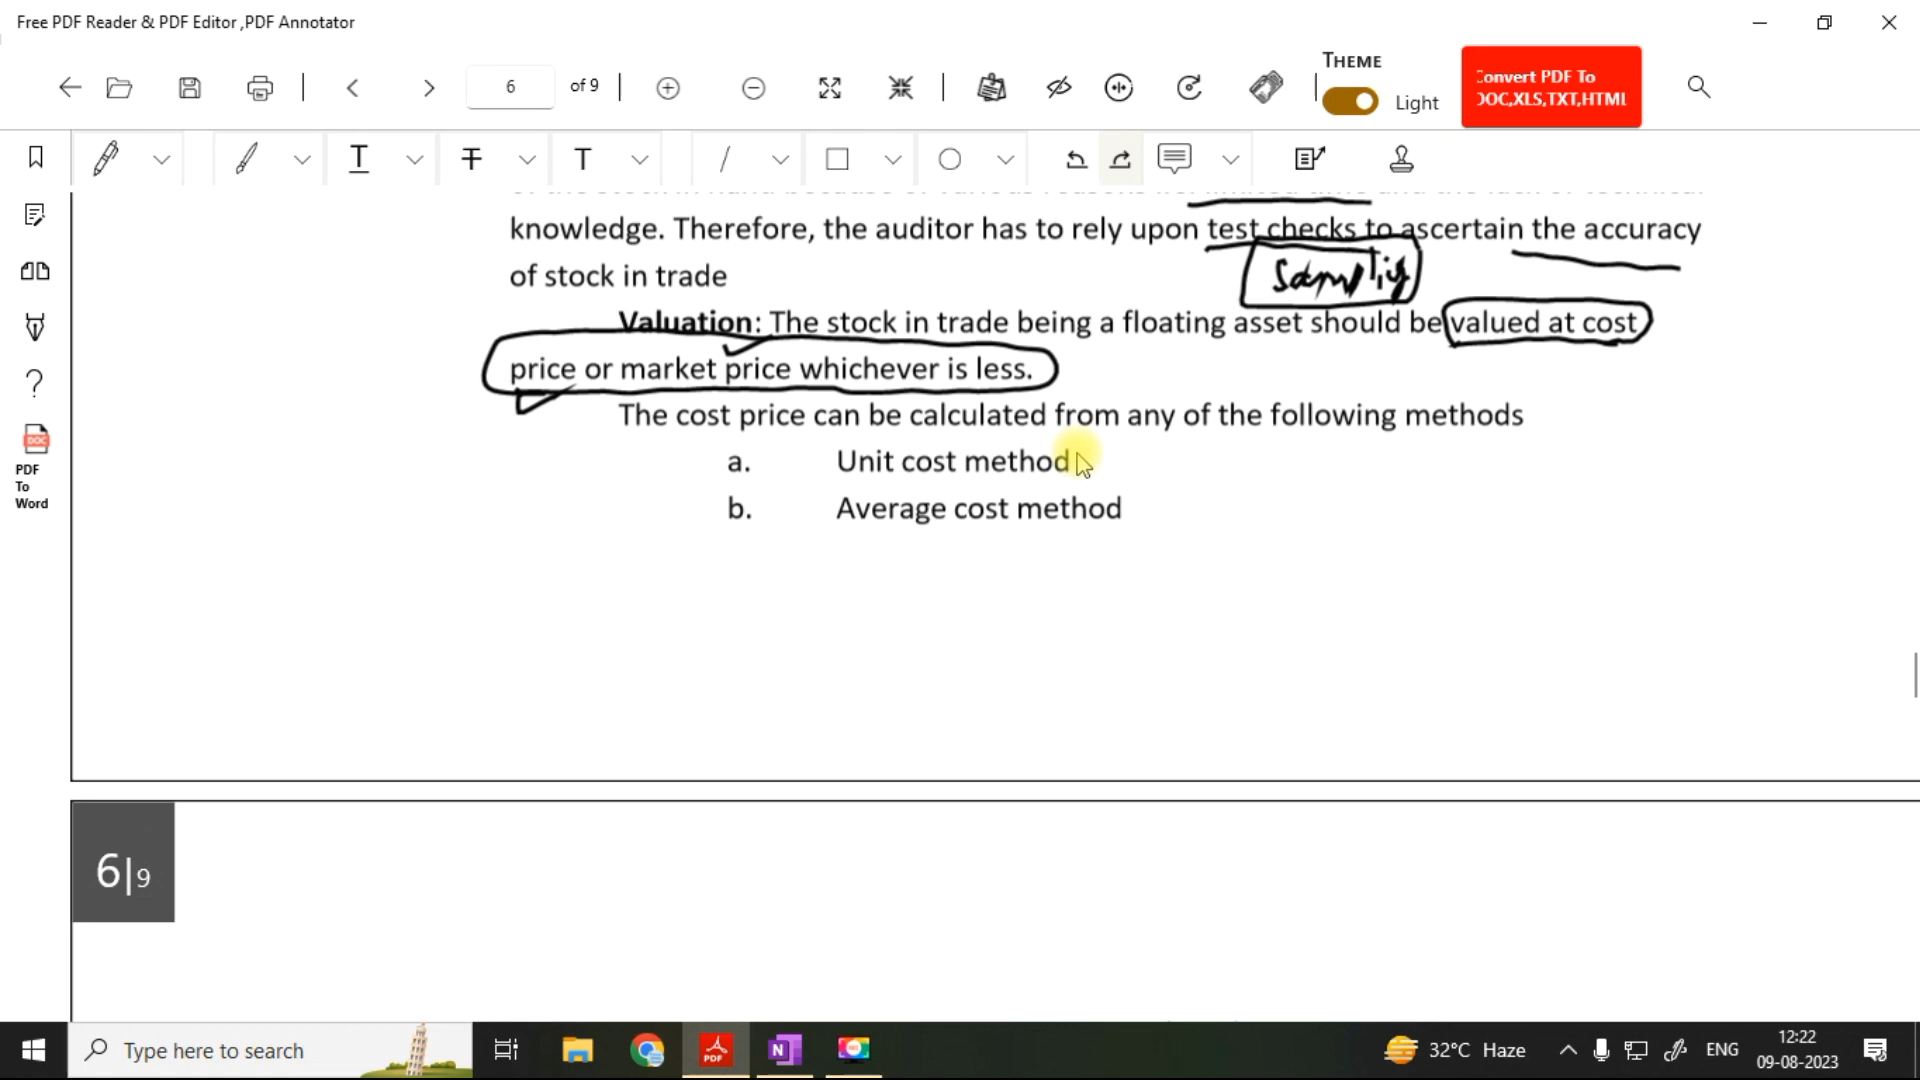 Free PDF Reader & PDF Editor ,PDF Annotator
6
of 9
THEME
Light
Convert PDF To
DOC,XLS,TXT,HTML
knowledge. Therefore, the auditor has to rely upon test checks to ascertain the accuracy
of stock in trade
Valuation: The stock in trade being a floating asset should be valued at cost
price or market price whichever is less.
The cost price can be calculated from any of the following methods
a. Unit cost method
b. Average cost method
DOC
PDF
To
Word
6|9
Type here to search
PDF
N
32°C Haze
ENG
12:22
09-08-2023